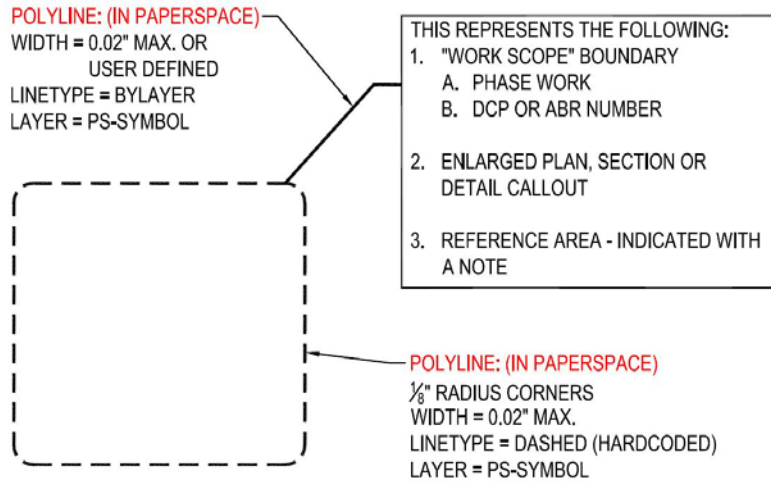 POLYLINE: (IN PAPERSPACE)
WIDTH = 0.02" MAX. OR
USER DEFINED
LINETYPE = BYLAYER
LAYER = PS-SYMBOL
THIS REPRESENTS THE FOLLOWING:
1. "WORK SCOPE" BOUNDARY
A. PHASE WORK
B. DCP OR ABR NUMBER
2. ENLARGED PLAN, SECTION OR
DETAIL CALLOUT
3. REFERENCE AREA - INDICATED WITH
A NOTE
POLYLINE: (IN PAPERSPACE)
⅛" RADIUS CORNERS
WIDTH = 0.02" MAX.
LINETYPE = DASHED (HARDCODED)
LAYER = PS-SYMBOL